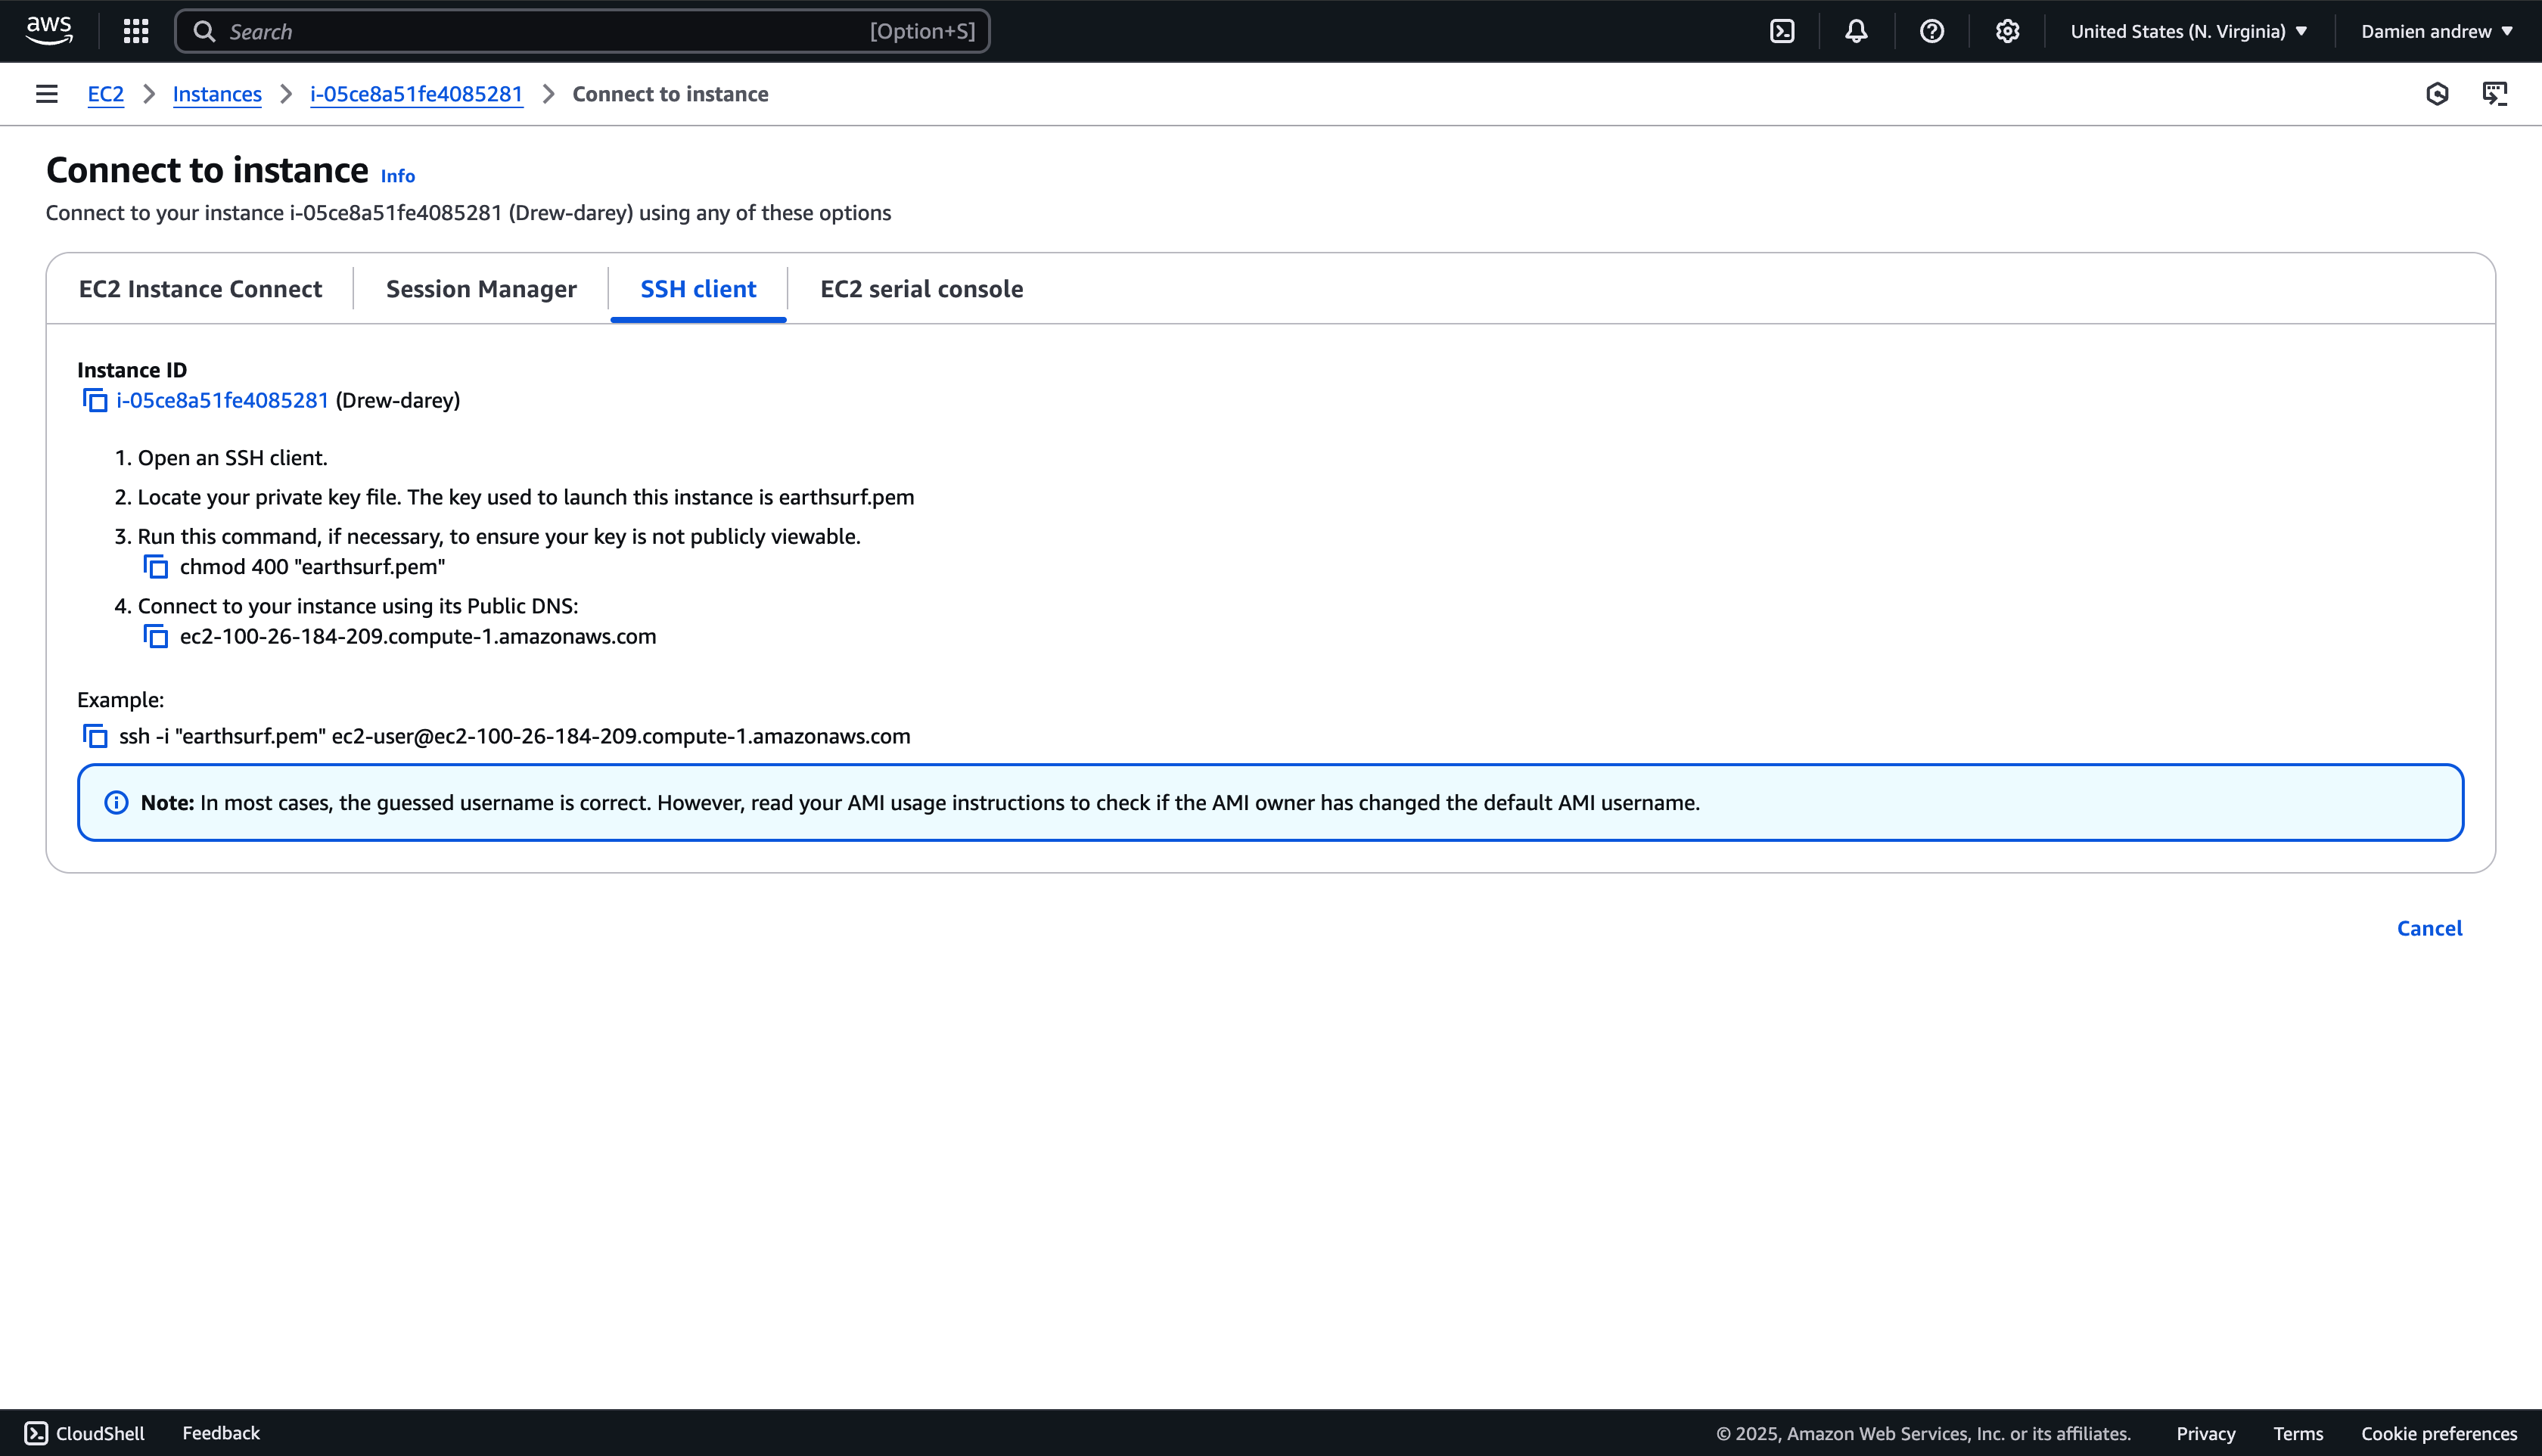 aws
Search [Option+S]
United States (N. Virginia) Damien andrew
EC2 Instances i-05ce8a51fe4085281 Connect to instance
Connect to instance Info
Connect to your instance i-05ce8a51fe4085281 (Drew-darey) using any of these options
EC2 Instance Connect Session Manager SSH client EC2 serial console
Instance ID
i-05ce8a51fe4085281 (Drew-darey)
1. Open an SSH client.
2. Locate your private key file. The key used to launch this instance is earthsurf.pem
3. Run this command, if necessary, to ensure your key is not publicly viewable.
chmod 400 "earthsurf.pem"
4. Connect to your instance using its Public DNS:
ec2-100-26-184-209.compute-1.amazonaws.com
Example:
ssh -i "earthsurf.pem" ec2-user@ec2-100-26-184-209.compute-1.amazonaws.com
Note: In most cases, the guessed username is correct. However, read your AMI usage instructions to check if the AMI owner has changed the default AMI username.
Cancel
CloudShell Feedback © 2025, Amazon Web Services, Inc. or its affiliates. Privacy Terms Cookie preferences